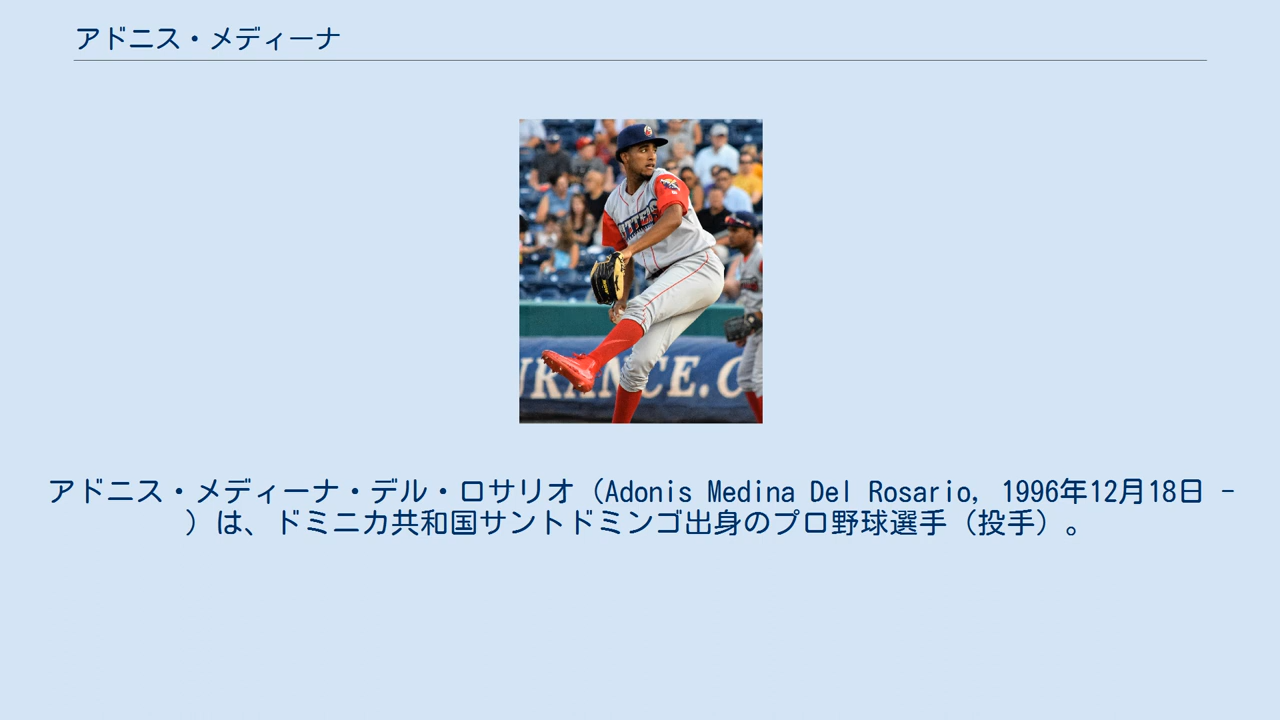 アドニス・メディーナ
URANCE.C
アドニス・メディーナ・デル・ロサリオ（Adonis Medina Del Rosario, 1996年12月18日 -
）は、ドミニカ共和国サントドミンゴ出身のプロ野球選手（投手）。